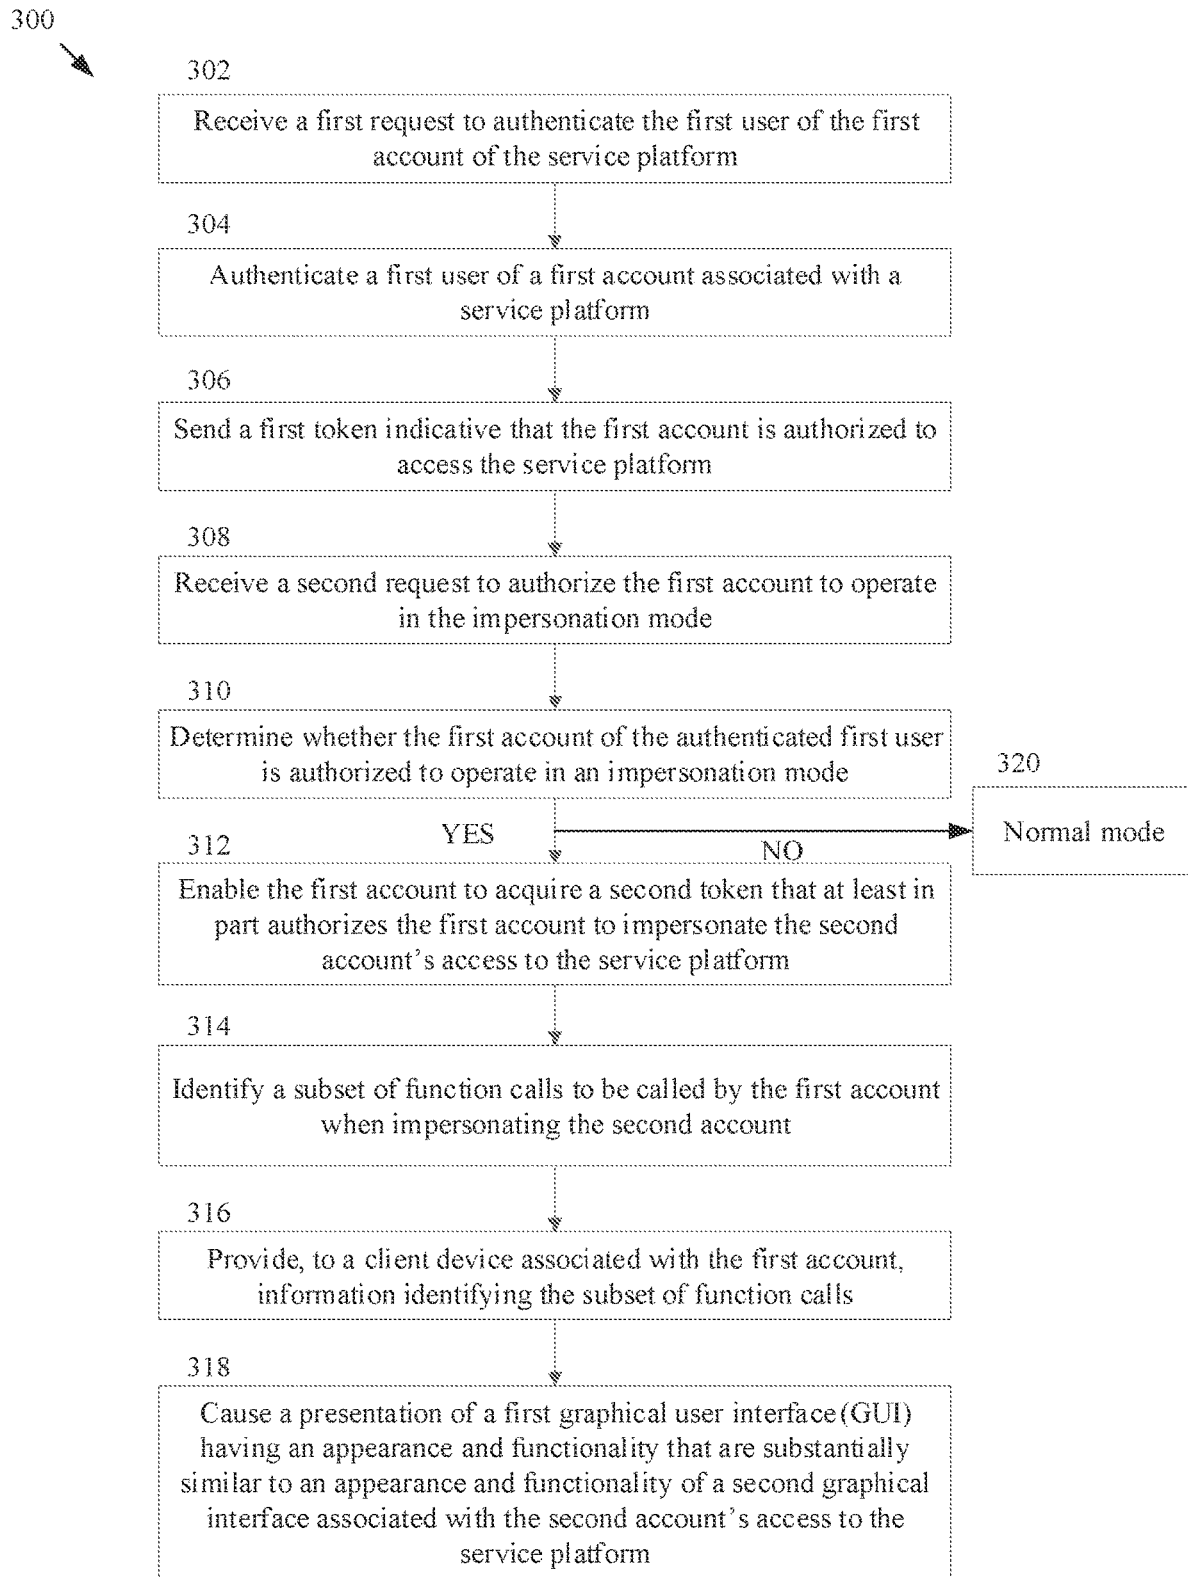 300
302
Receive a first request to authenticate the first user of the first
account of the service platform
304
Authenticate a first user of a first account associated with a
service platform
306
Send a first token indicative that the first account is authorized to
access the service platform
308
Receive a second request to authorize the first account to operate
in the impersonation mode
310
Determine whether the first account of the authenticated first user
is authorized to operate in an impersonation mode
320
Normal mode
YES
NO
312
Enable the first account to acquire a second token that at least in
part authorizes the first account to impersonate the second
account’s access to the service platform
314
Identify a subset of function calls to be called by the first account
when impersonating the second account
316
Provide, to a client device associated with the first account,
information identifying the subset of function calls
318
Cause a presentation of a first graphical user interface(GUI)
having an appearance and functionality that are substantially
similar to an appearance and functionality of a second graphical
interface associated with the second account’s access to the
service platform